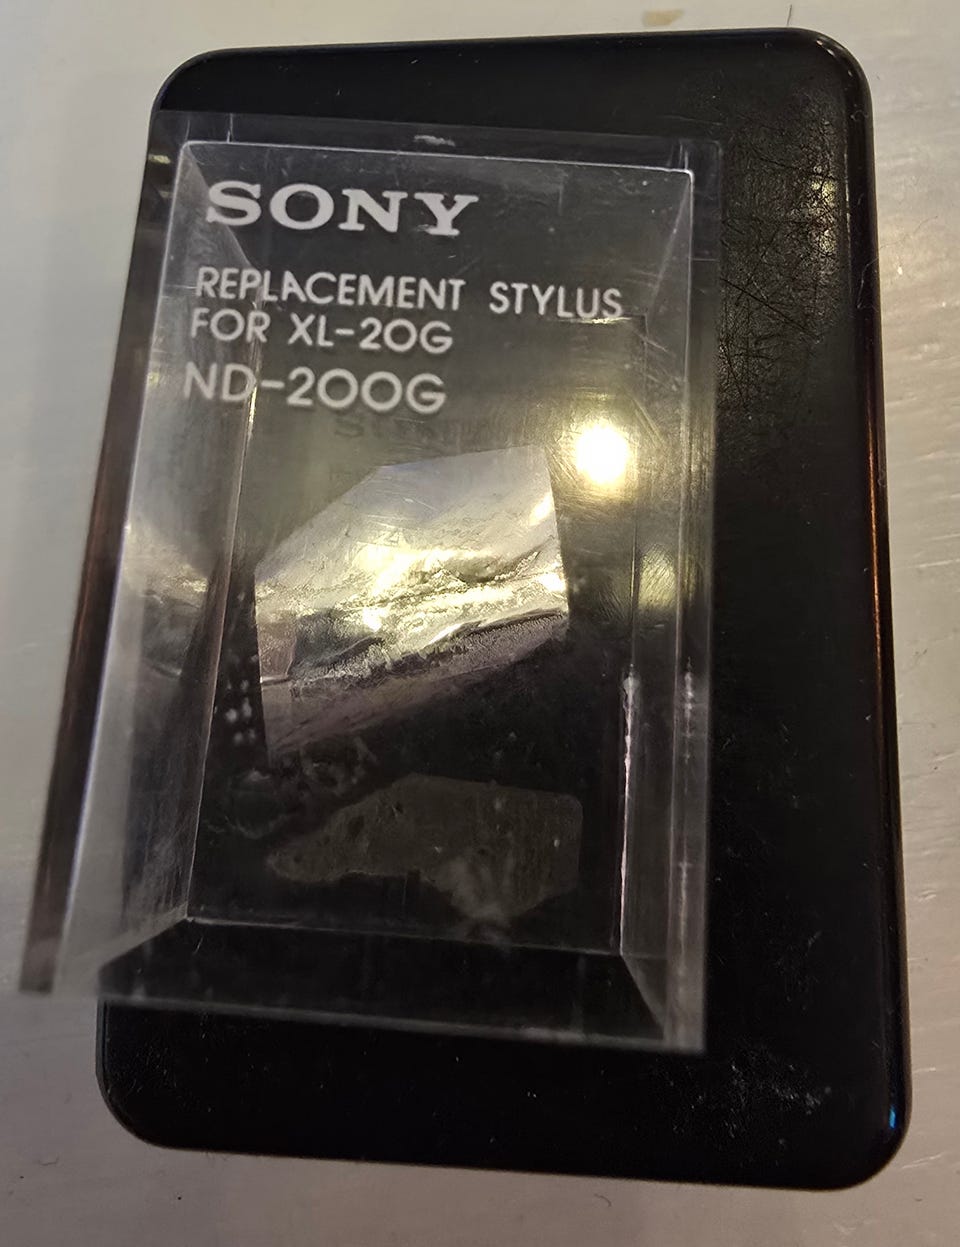 SONY
REPLACEMENT STYLUS
FOR XL-20G
ND-200G